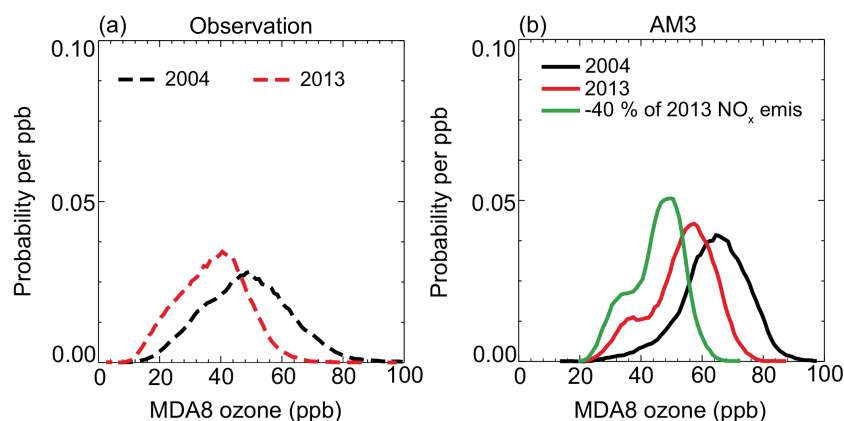 (a) Observation
0.10
0.05
0.00
Probability per ppb
2004 2013
0 20 40 60 80 100
MDA8 ozone (ppb)
(b) AM3
0.10
0.05
0.00
Probability per ppb
2004
2013
-40 % of 2013 NOx emis
0 20 40 60 80 100
MDA8 ozone (ppb)